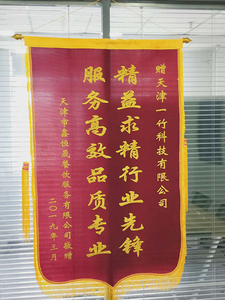 赠天津一竹科技有限公司
精益求精行业先锋
服务高效品质专业
天津市鑫恒晟餐饮服务有限公司敬赠
二〇一九年三月